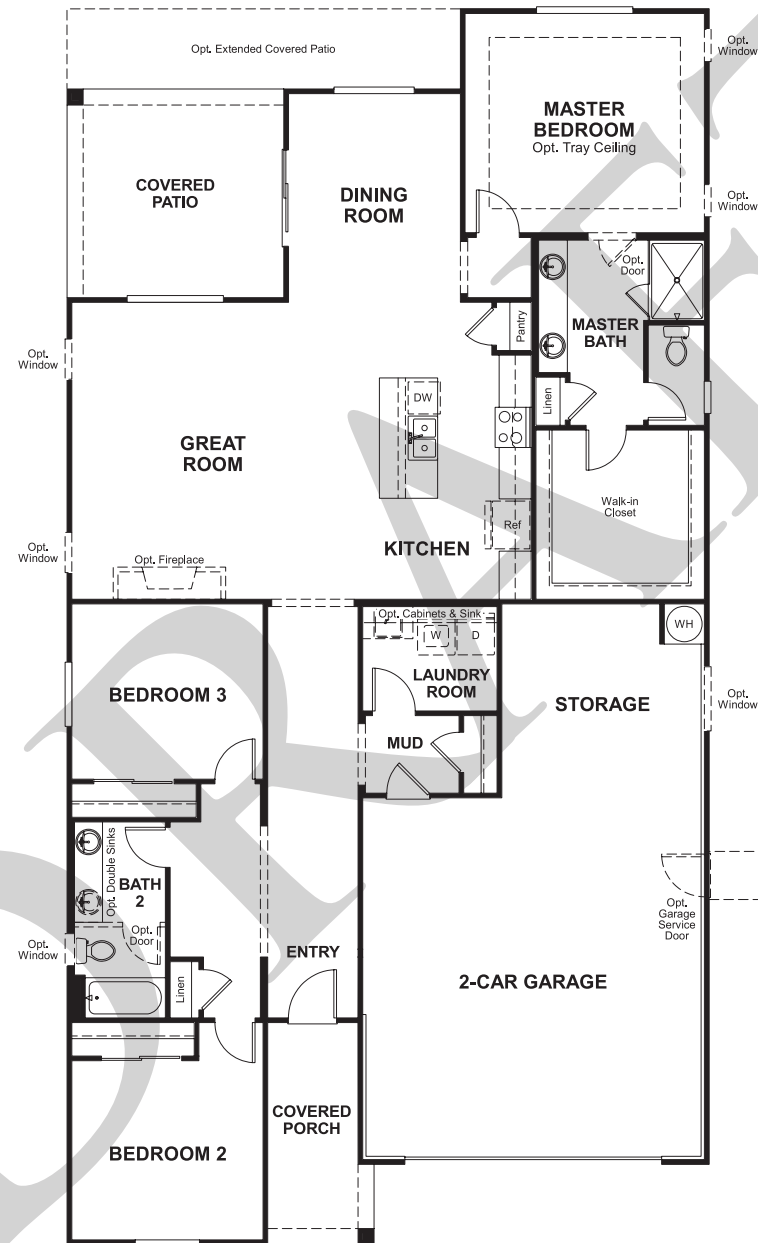 Opt. Extended Covered Patio
Opt.
Window
MASTER
BEDROOM
Opt. Tray Ceiling
COVERED
PATIO
DINING
ROOM
Opt.
Window
Opt.
Door
Pantry
MASTER
BATH
Opt.
Window
DW
Linen
GREAT
ROOM
Walk-in
Closet
Ref
Opt.
Window
KITCHEN
Opt. Fireplace
Opt. Cabinets & Sink
WH
W
D
BEDROOM 3
LAUNDRY
ROOM
STORAGE
Opt.
Window
MUD
Opt. Double Sinks
BATH
2
Opt.
Door
Opt.
Window
Opt.
Garage
Service
Door
ENTRY
Linen
2-CAR GARAGE
COVERED
PORCH
BEDROOM 2
DRAFT